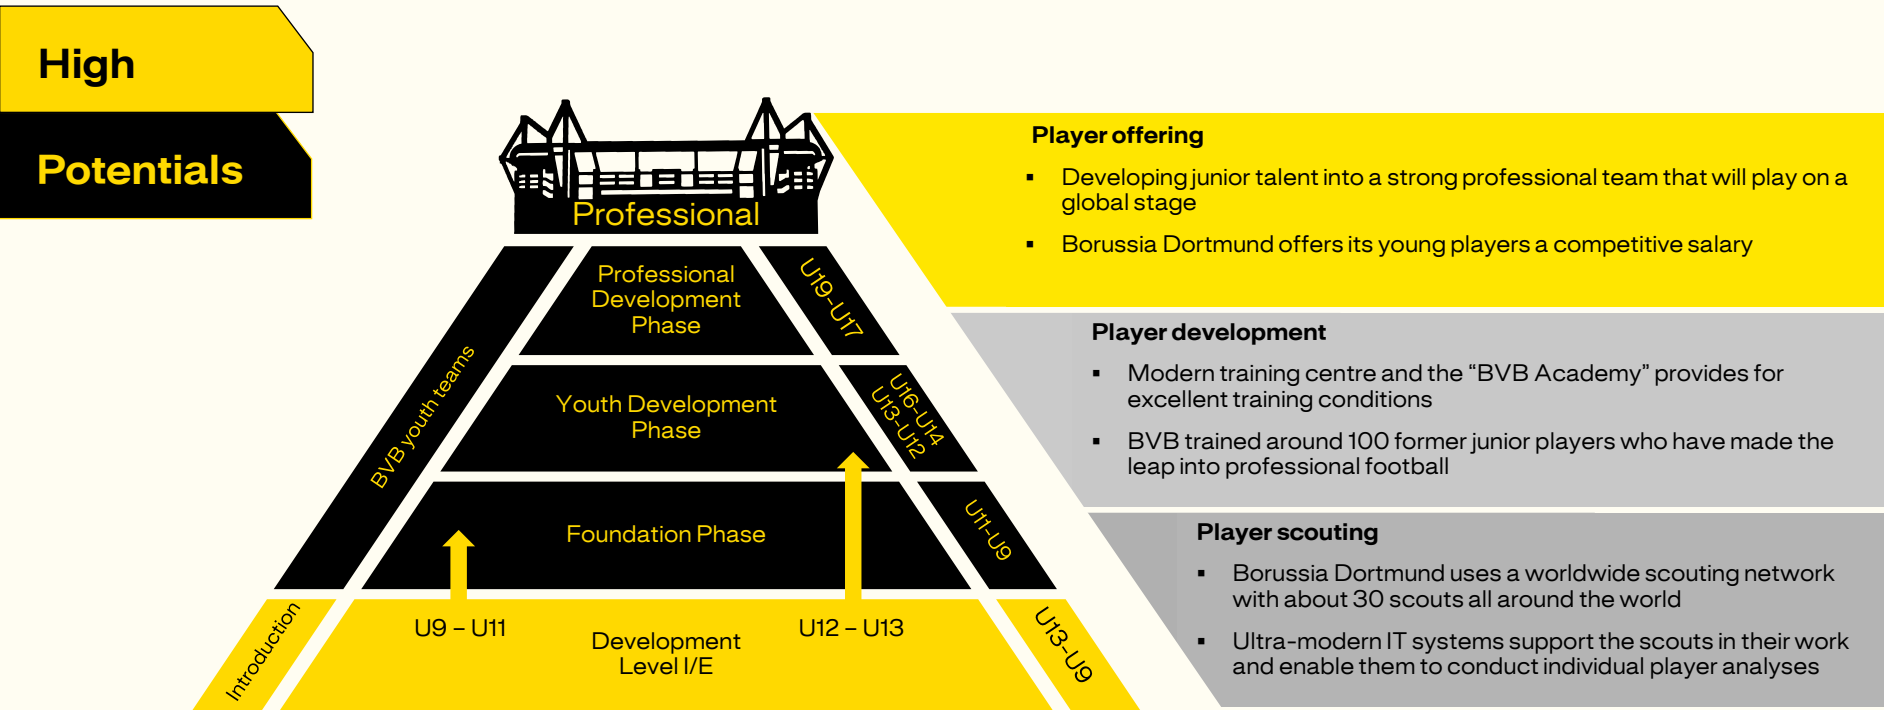 High
Potentials
Professional
Professional
Development
Phase
U19-U17
BVB youth teams
Youth Development
Phase
U16-U14
U13-U12
Foundation Phase
U11-U9
Introduction
U9 – U11
Development
Level I/E
U12 – U13
U13-U9
Player offering
▪ Developing junior talent into a strong professional team that will play on a
global stage
▪ Borussia Dortmund offers its young players a competitive salary
Player development
▪ Modern training centre and the “BVB Academy” provides for
excellent training conditions
▪ BVB trained around 100 former junior players who have made the
leap into professional football
Player scouting
▪ Borussia Dortmund uses a worldwide scouting network
with about 30 scouts all around the world
▪ Ultra-modern IT systems support the scouts in their work
and enable them to conduct individual player analyses